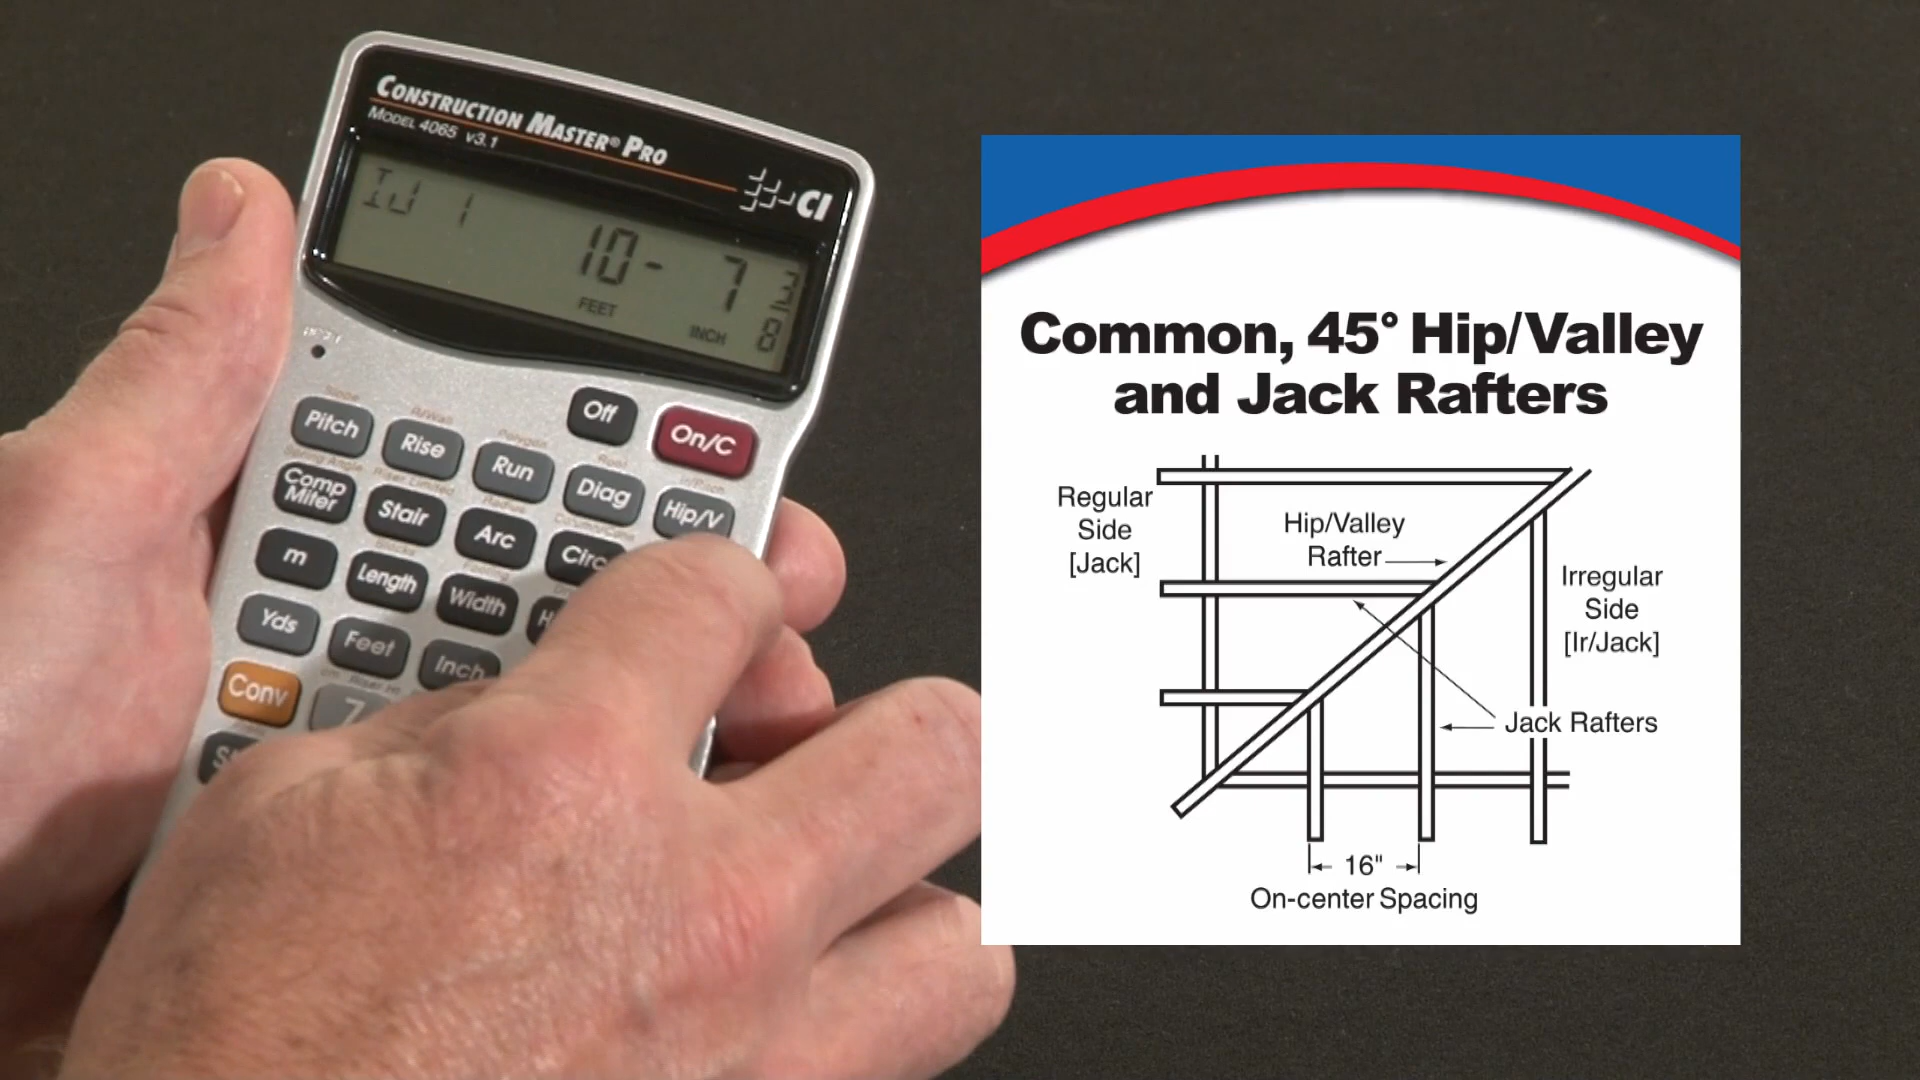 CONSTRUCTION MASTER® PRO
MODEL 4065 v3.1
CI
IJ 1
10 - 7 3/8
FEET INCH
Off
On/C
Pitch
Rise
Run
Diag
Hip/V
Comp
Miter
Stair
Arc
Circ
m
Length
Width
H
Yds
Feet
Inch
Conv
7
Common, 45° Hip/Valley
and Jack Rafters
Regular
Side
[Jack]
Hip/Valley
Rafter
Irregular
Side
[Ir/Jack]
Jack Rafters
16"
On-center Spacing